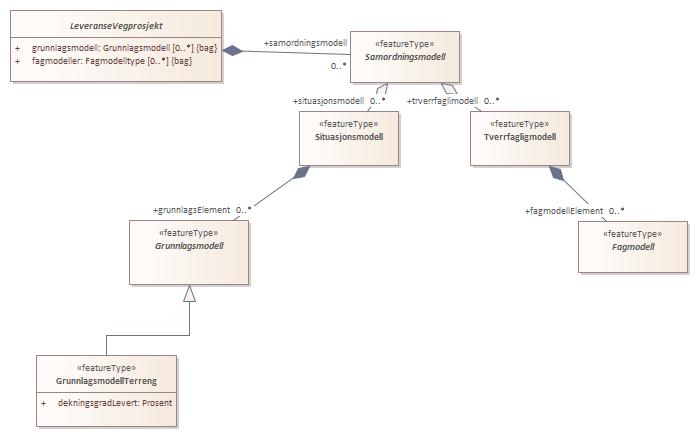 LeveranseVegprosjekt
+ grunnlagsmodell: Grunnlagsmodell [0..*] {bag}
+ fagmodeller: Fagmodelltype [0..*] {bag}
+samordningsmodell
0..*
«featureType»
Samordningsmodell
+situasjonsmodell 0..*
+trverrfaglimodell 0..*
«featureType»
Situasjonsmodell
«featureType»
Tverrfagligmodell
+grunnlagsElement 0..*
+fagmodellElement 0..*
«featureType»
Grunnlagsmodell
«featureType»
Fagmodell
«featureType»
GrunnlagsmodellTerreng
+ dekningsgradLevert: Prosent